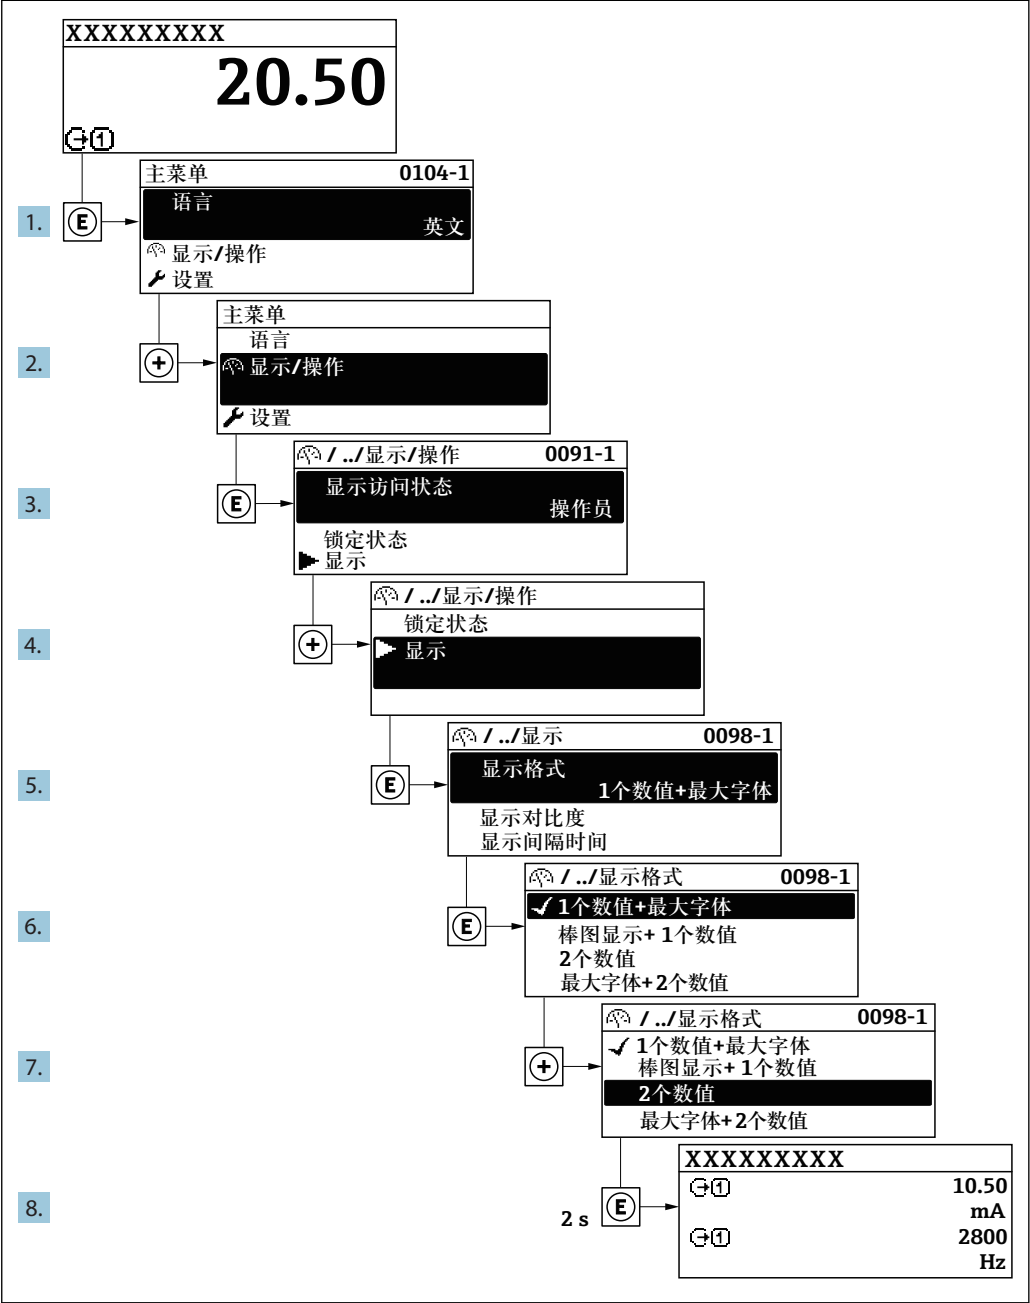 XXXXXXXXX
20.50
1
主菜单 0104-1
语言
英文
显示/操作
设置
1. E
主菜单
语言
显示/操作
设置
2. +
/ ../显示/操作 0091-1
显示访问状态
操作员
锁定状态
显示
3. E
/ ../显示/操作
锁定状态
显示
4. +
/ ../显示 0098-1
显示格式
1个数值+最大字体
显示对比度
显示间隔时间
5. E
/ ../显示格式 0098-1
1个数值+最大字体
棒图显示+ 1个数值
2个数值
最大字体+2个数值
6. E
/ ../显示格式 0098-1
1个数值+最大字体
棒图显示+ 1个数值
2个数值
最大字体+2个数值
7. +
XXXXXXXXX
1 10.50
mA
1 2800
Hz
8. 2 s E